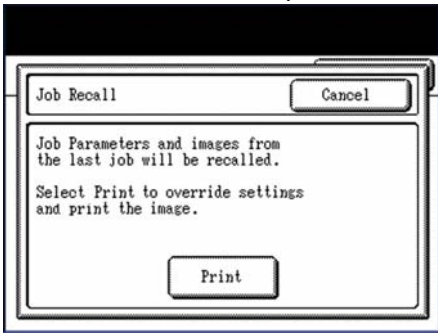 Job Recall
Cancel
Job Parameters and images from
the last job will be recalled.
Select Print to override settings
and print the image.
Print